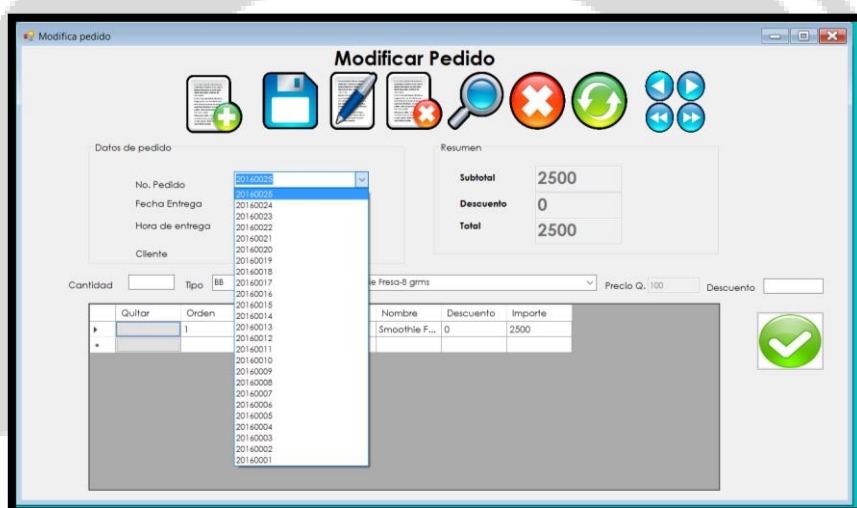 Modifica pedido
Modificar Pedido
Datos de pedido
Resumen
No. Pedido 20160025
Fecha Entrega
Hora de entrega
Cliente
20160025
20160024
20160023
20160022
20160021
20160020
20160019
20160018
20160017
20160016
20160015
20160014
20160013
20160012
20160011
20160010
20160009
20160008
20160007
20160006
20160005
20160004
20160003
20160002
20160001
Subtotal 2500
Descuento 0
Total 2500
Cantidad Tipo BB Fresa-8 grms Precio Q. 100 Descuento
Quitar Orden Nombre Descuento Importe
1 Smoothie F... 0 2500